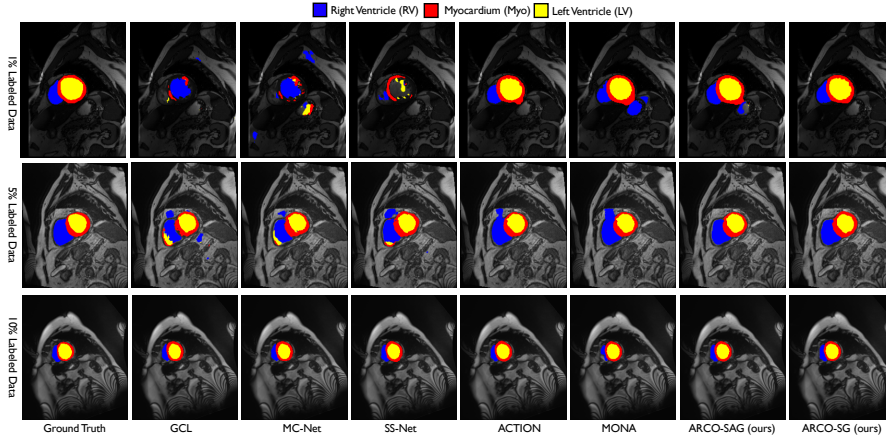 Right Ventricle (RV) Myocardium (Myo) Left Ventricle (LV)
1% Labeled Data
5% Labeled Data
10% Labeled Data
Ground Truth GCL MC-Net SS-Net ACTION MONA ARCO-SAG (ours) ARCO-SG (ours)